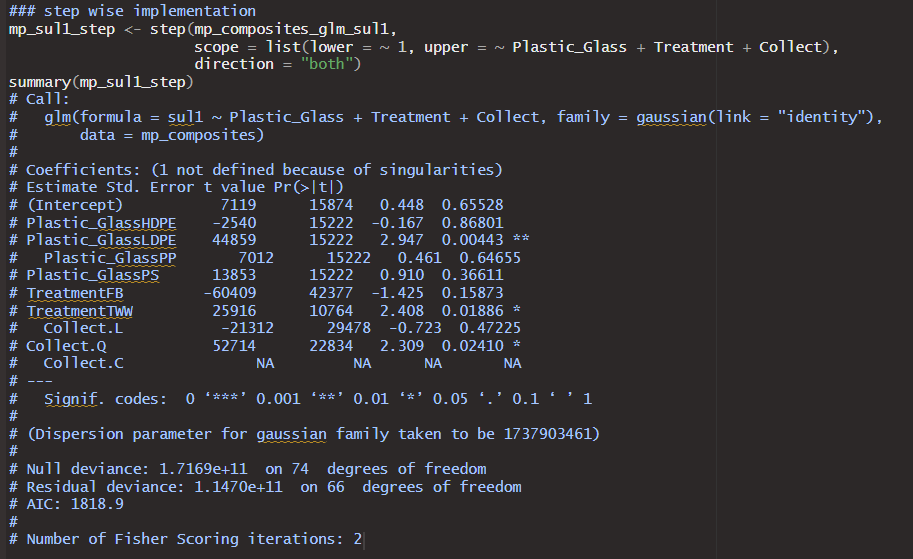 ### step wise implementation
mp_sul1_step <- step(mp_composites_glm_sul1,
                     scope = list(lower = ~ 1, upper = ~ Plastic_Glass + Treatment + Collect),
                     direction = "both")
summary(mp_sul1_step)
# Call:
#   glm(formula = sul1 ~ Plastic_Glass + Treatment + Collect, family = gaussian(link = "identity"),
#       data = mp_composites)
#
# Coefficients: (1 not defined because of singularities)
# Estimate Std. Error t value Pr(>|t|)
# (Intercept)           7119      15874   0.448  0.65528
# Plastic_GlassHDPE    -2540      15222  -0.167  0.86801
# Plastic_GlassLDPE    44859      15222   2.947  0.00443 **
#   Plastic_GlassPP       7012      15222   0.461  0.64655
# Plastic_GlassPS      13853      15222   0.910  0.36611
# TreatmentFB         -60409      42377  -1.425  0.15873
# TreatmentTWW         25916      10764   2.408  0.01886 *
#   Collect.L           -21312      29478  -0.723  0.47225
# Collect.Q            52714      22834   2.309  0.02410 *
#   Collect.C               NA         NA      NA       NA
# ---
#   Signif. codes:  0 ‘***’ 0.001 ‘**’ 0.01 ‘*’ 0.05 ‘.’ 0.1 ‘ ’ 1
#
# (Dispersion parameter for gaussian family taken to be 1737903461)
#
# Null deviance: 1.7169e+11  on 74  degrees of freedom
# Residual deviance: 1.1470e+11  on 66  degrees of freedom
# AIC: 1818.9
#
# Number of Fisher Scoring iterations: 2